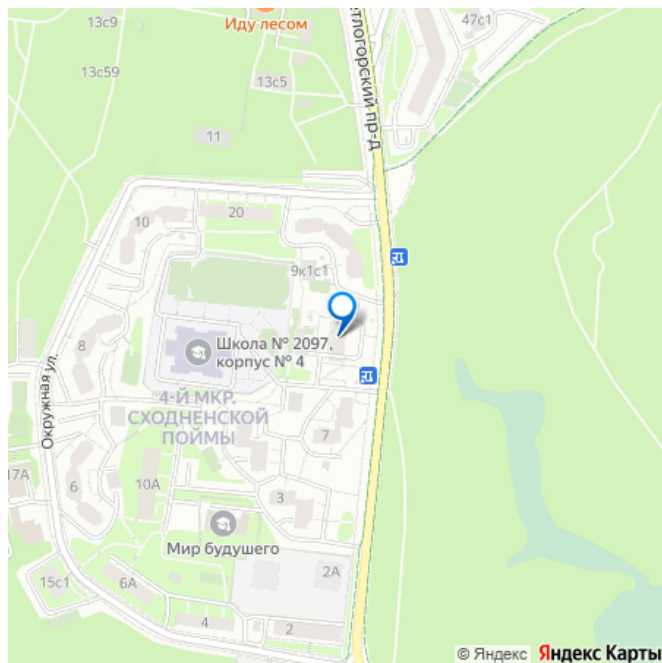 13с9
Иду лесом
47с1
13с59
13с5
тлогорский пр-д
11
10
20
9к1с1
8
Школа № 2097,
корпус № 4
Окружная ул.
4-Й МКР.
СХОДНЕНСКОЙ
ПОЙМЫ
7
17А
6
10А
3
Мир будущего
15с1
6А
2А
4
2
© Яндекс Яндекс Карты